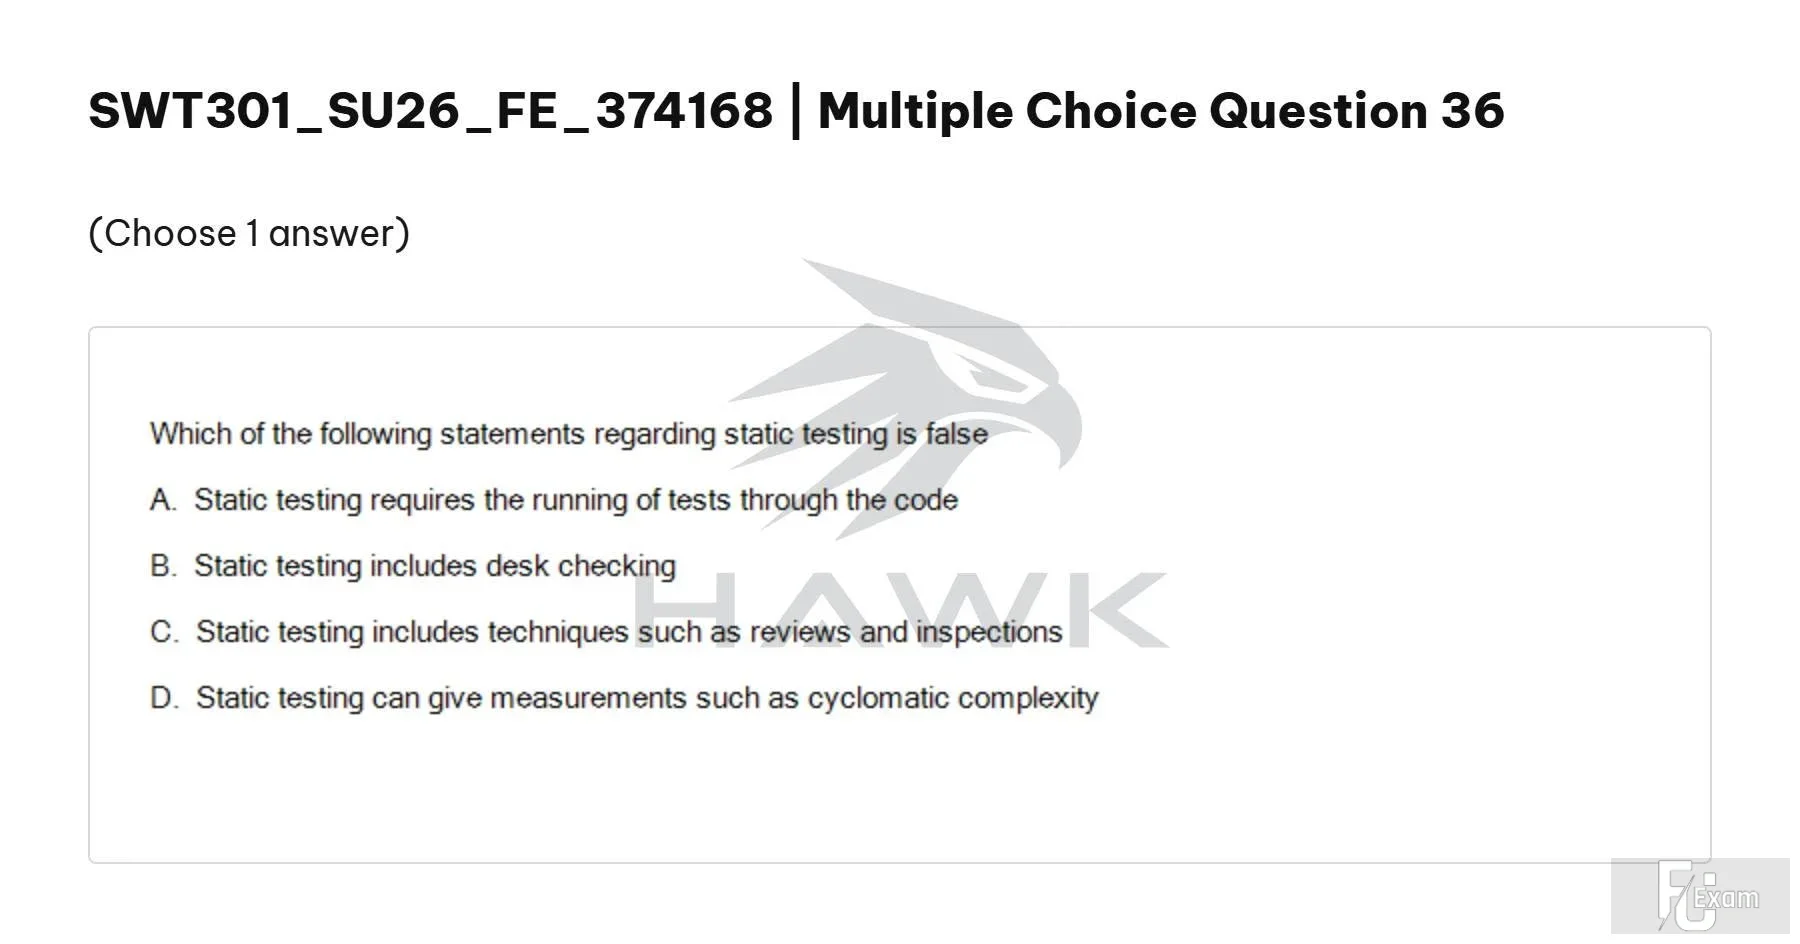 SWT301_SU26_FE_374168 | Multiple Choice Question 36
(Choose 1 answer)
Which of the following statements regarding static testing is false
A. Static testing requires the running of tests through the code
B. Static testing includes desk checking
C. Static testing includes techniques such as reviews and inspections
D. Static testing can give measurements such as cyclomatic complexity
HAWK
FU Exam